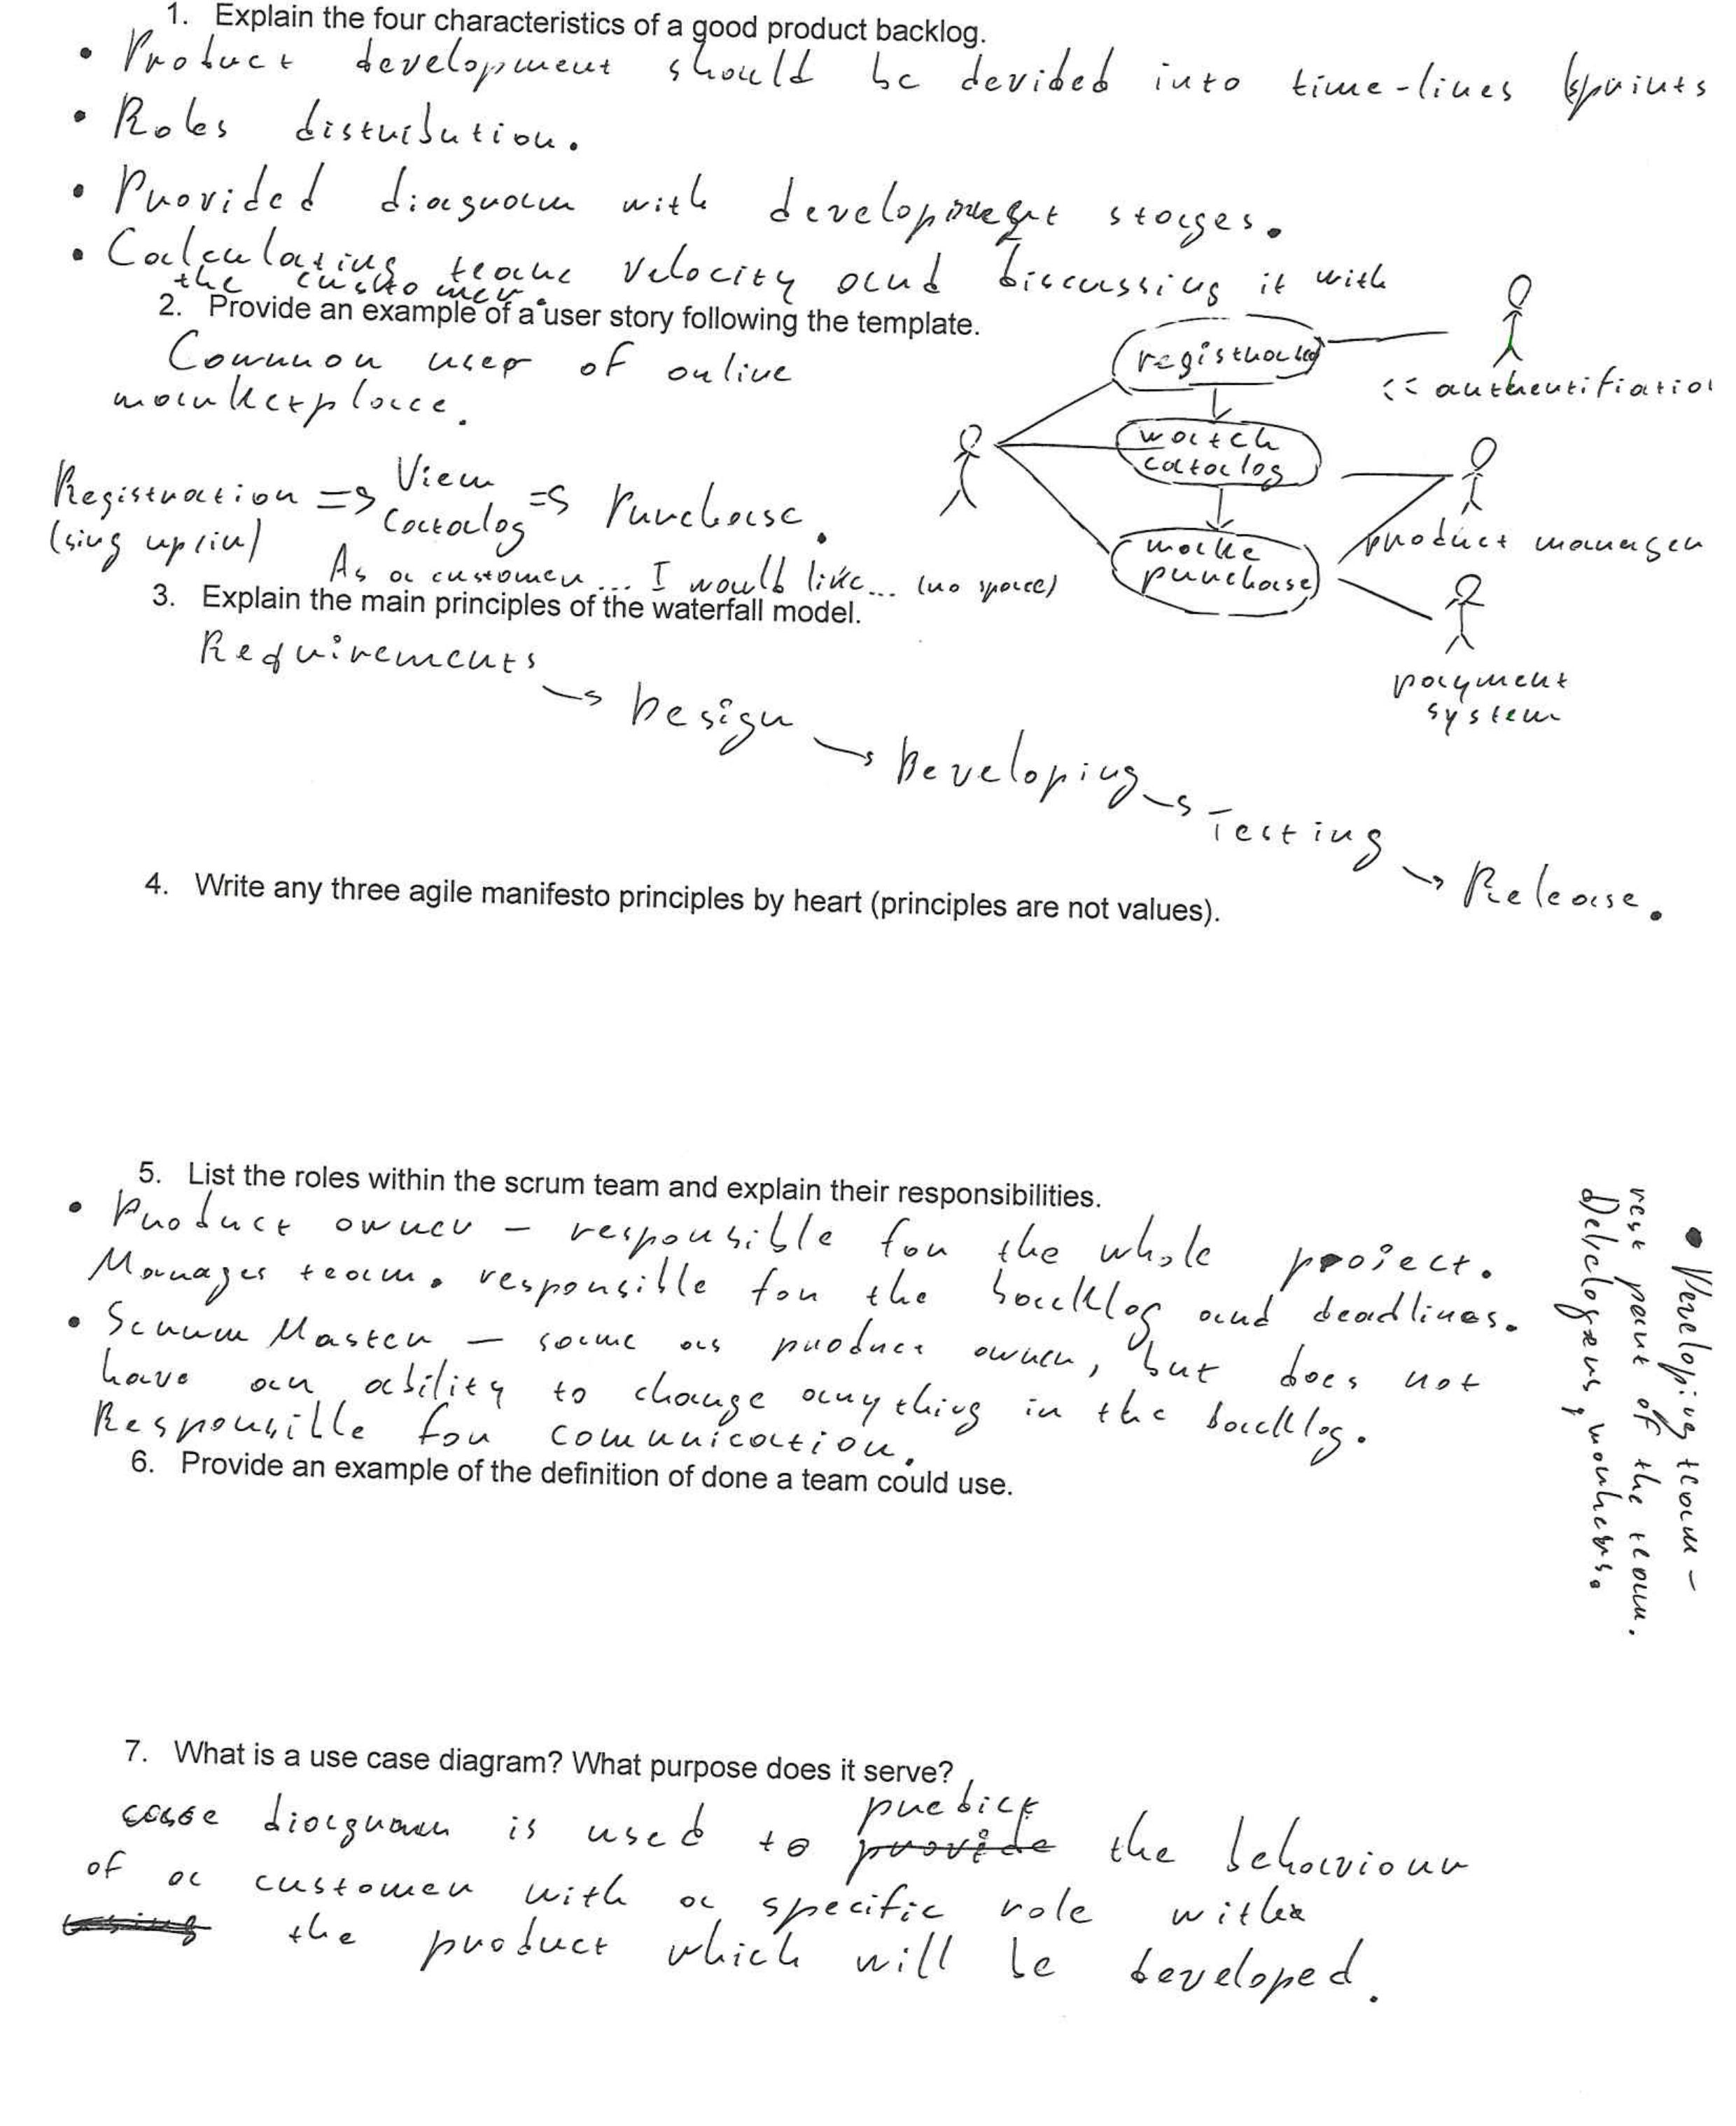 1. Explain the four characteristics of a good product backlog.
• Product development should be devided into time-lines (sprints
• Roles distribution.
• Provided diagram with development stages.
• Calculating team velocity and discussing it with
the customer.
2. Provide an example of a user story following the template.
Common user of online
marketplace.
Registration => View Catalog => Purchase.
(sing up/in)
As a customer... I would like... (no space)
registrated
<< authentifiatio
watch
catalog
product manager
make
purchase
payment
system
3. Explain the main principles of the waterfall model.
Requirements
→ Design → Developing → Testing → Release.
4. Write any three agile manifesto principles by heart (principles are not values).
5. List the roles within the scrum team and explain their responsibilities.
• Product owner – responsible for the whole project.
Manages team. responsible for the backlog and deadlines.
• Scrum Master – same as product owner, but does not
have an ability to change anything in the backlog.
Responsible for comunication.
• Developing team –
rest part of the team.
Developers, workers.
6. Provide an example of the definition of done a team could use.
7. What is a use case diagram? What purpose does it serve?
case diagram is used to predict provide the behaviour
of a customer with a specific role with
using the product which will be developed.